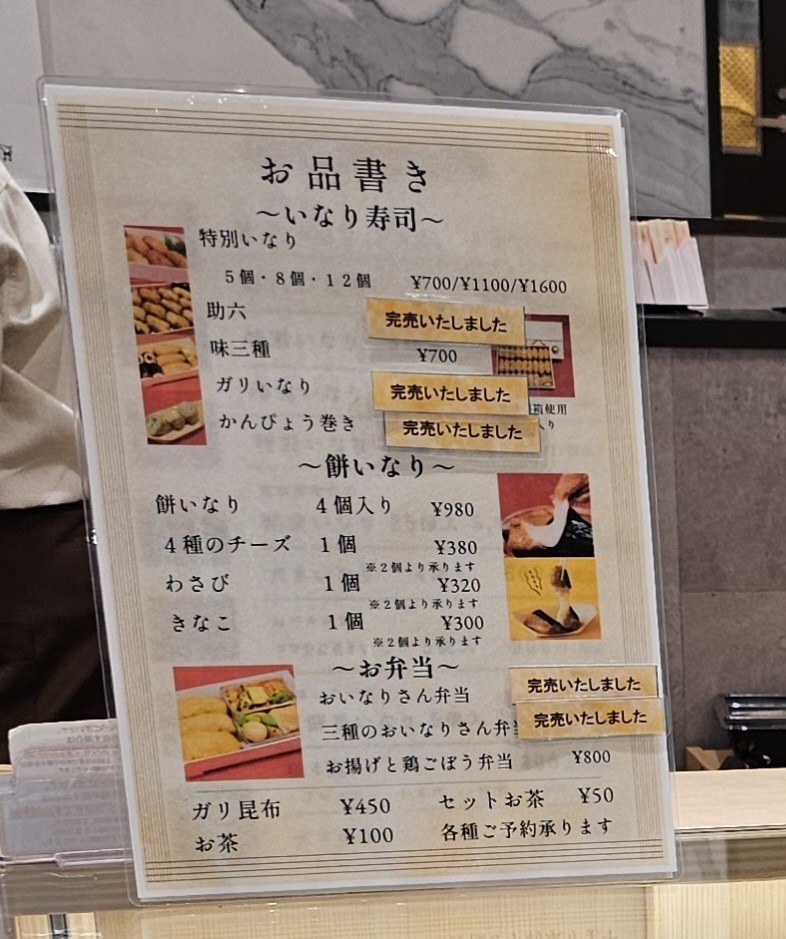 お品書き
～いなり寿司～
特別いなり
5個・8個・12個 ¥700/¥1100/¥1600
助六 完売いたしました
味三種 ¥700
ガリいなり 完売いたしました
箱使用
入り
かんぴょう巻き 完売いたしました
～餅いなり～
餅いなり 4個入り ¥980
4種のチーズ 1個 ¥380
※2個より承ります
わさび 1個 ¥320
※2個より承ります
きなこ 1個 ¥300
※2個より承ります
～お弁当～
おいなりさん弁当 完売いたしました
三種のおいなりさん弁 完売いたしました
お揚げと鶏ごぼう弁当 ¥800
ガリ昆布 ¥450 セットお茶 ¥50
お茶 ¥100 各種ご予約承ります